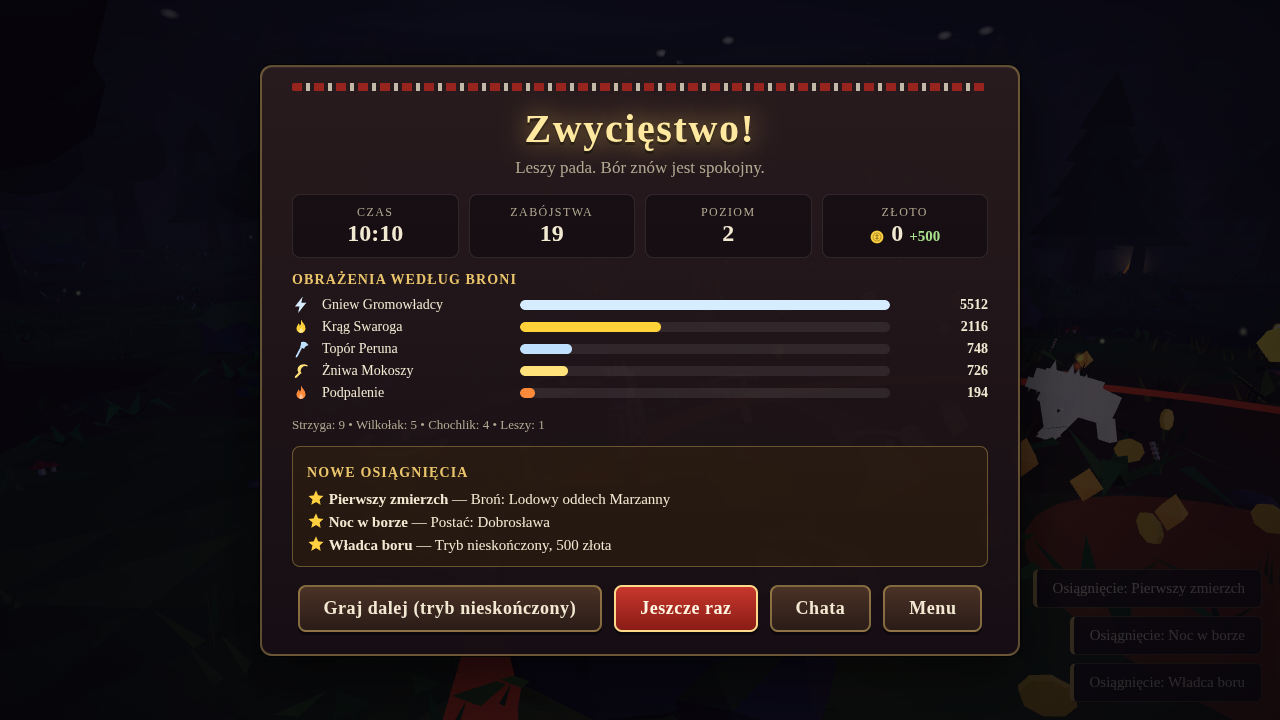 Zwycięstwo!
Leszy pada. Bór znów jest spokojny.
CZAS
10:10
ZABÓJSTWA
19
POZIOM
2
ZŁOTO
0 +500
OBRAŻENIA WEDŁUG BRONI
Gniew Gromowładcy 5512
Krąg Swaroga 2116
Topór Peruna 748
Żniwa Mokoszy 726
Podpalenie 194
Strzyga: 9 • Wilkołak: 5 • Chochlik: 4 • Leszy: 1
NOWE OSIĄGNIĘCIA
Pierwszy zmierzch — Broń: Lodowy oddech Marzanny
Noc w borze — Postać: Dobrosława
Władca boru — Tryb nieskończony, 500 złota
Graj dalej (tryb nieskończony)
Jeszcze raz
Chata
Menu
Osiągnięcie: Pierwszy zmierzch
Osiągnięcie: Noc w borze
Osiągnięcie: Władca boru